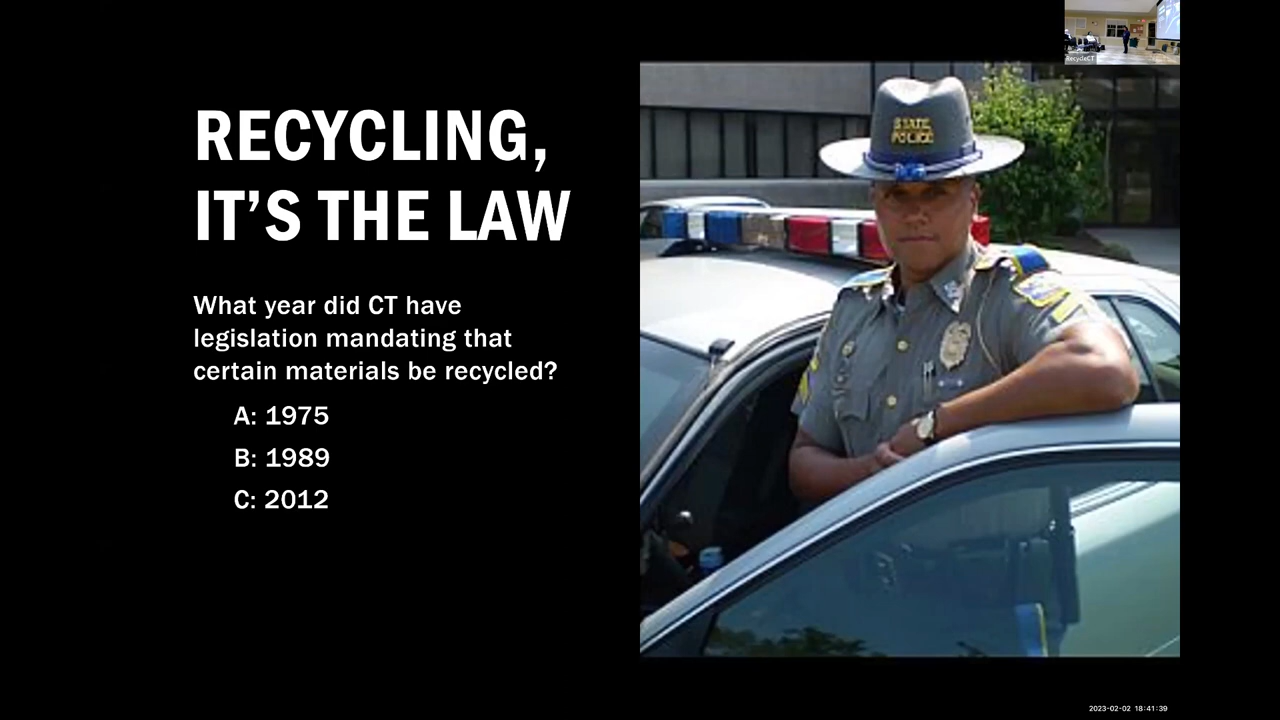 RecycleCT
RECYCLING,
IT'S THE LAW
STATE
POLICE
What year did CT have
legislation mandating that
certain materials be recycled?
A: 1975
B: 1989
C: 2012
2023-02-02 18:41:39